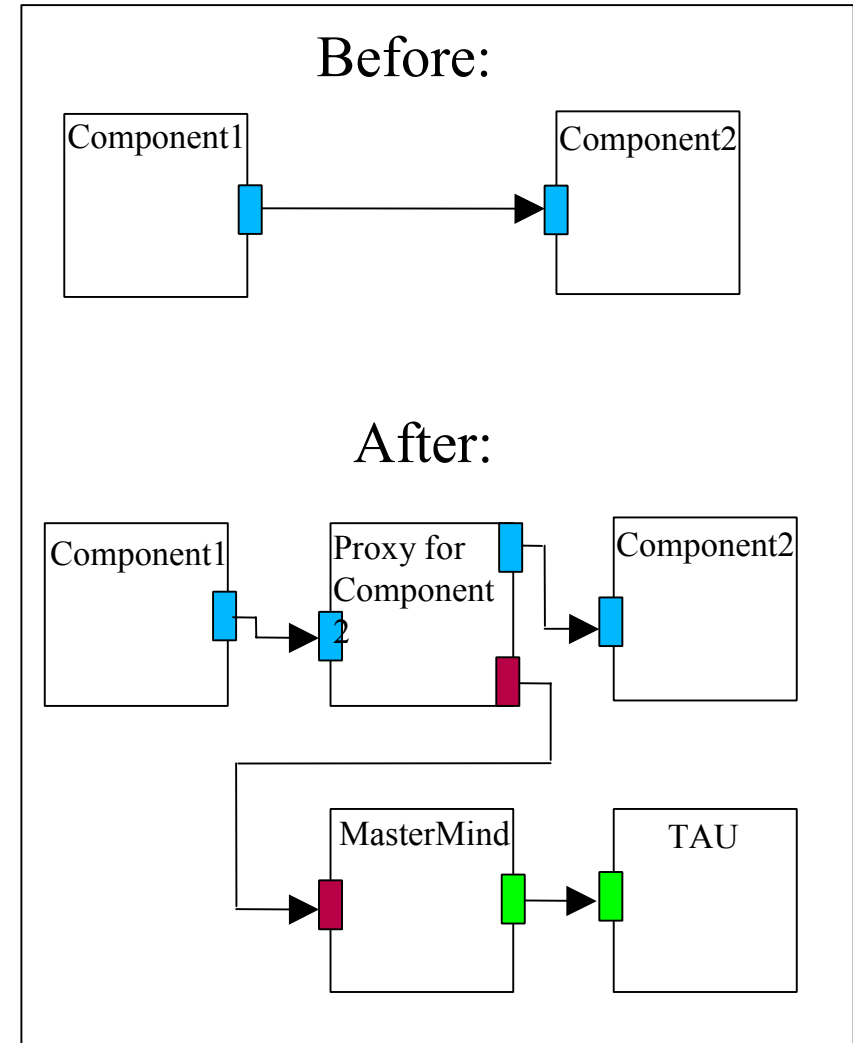 Before:
Component1
Component2
After:
Component1
Proxy for
Component
2
Component2
MasterMind
TAU